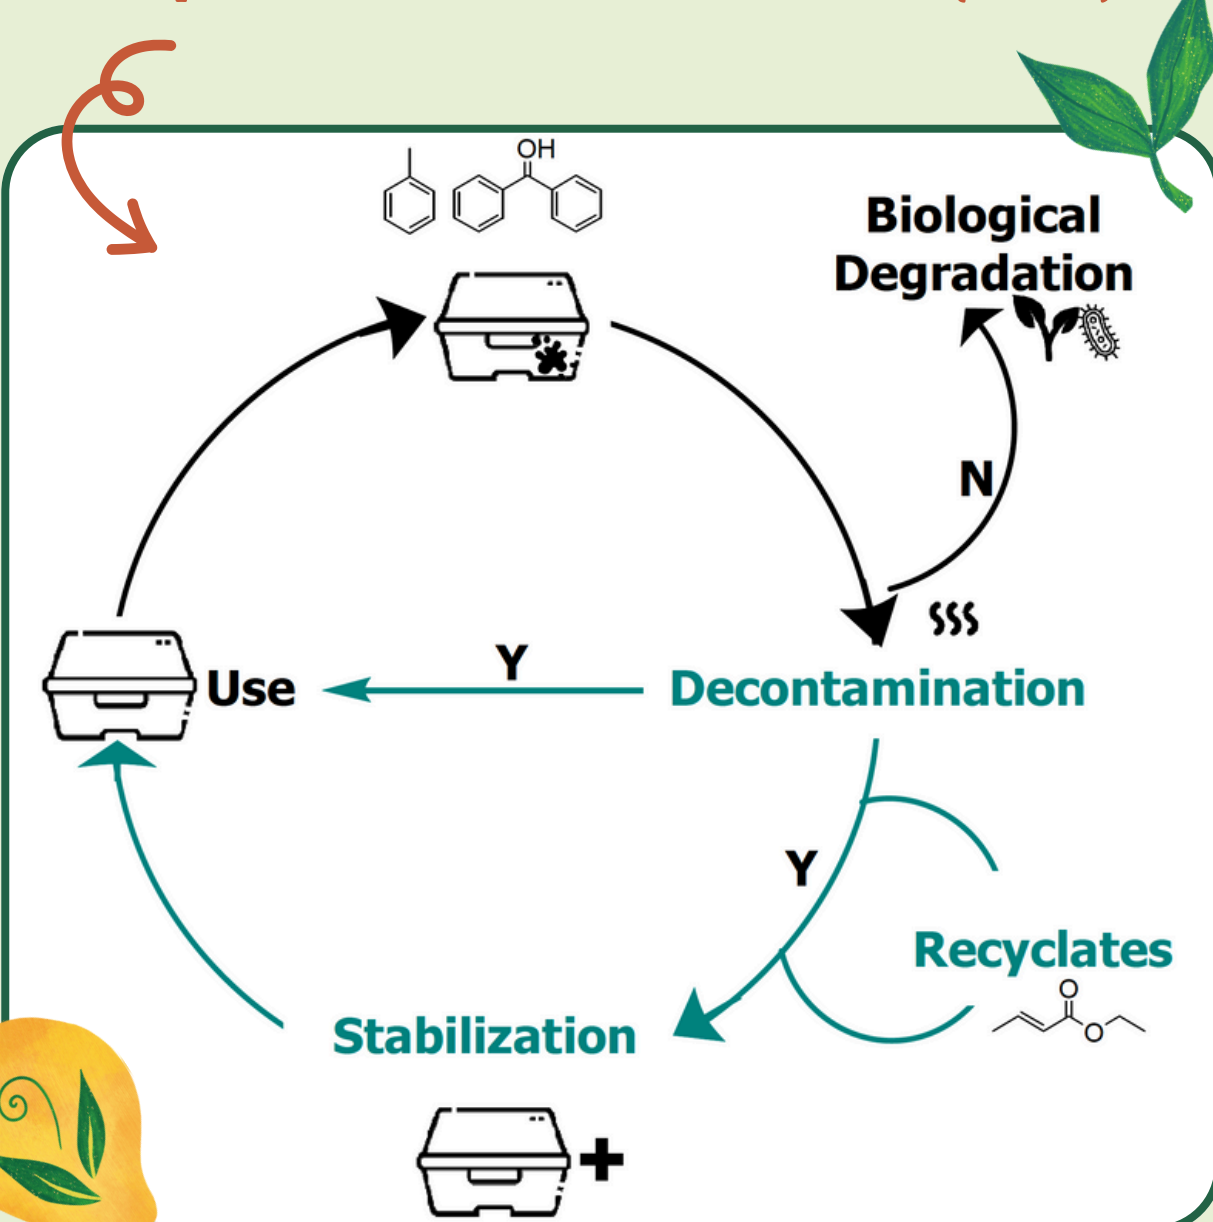 OH
Biological
Degradation
N
Use
Y
Decontamination
Y
Recyclates
O
O
Stabilization
+